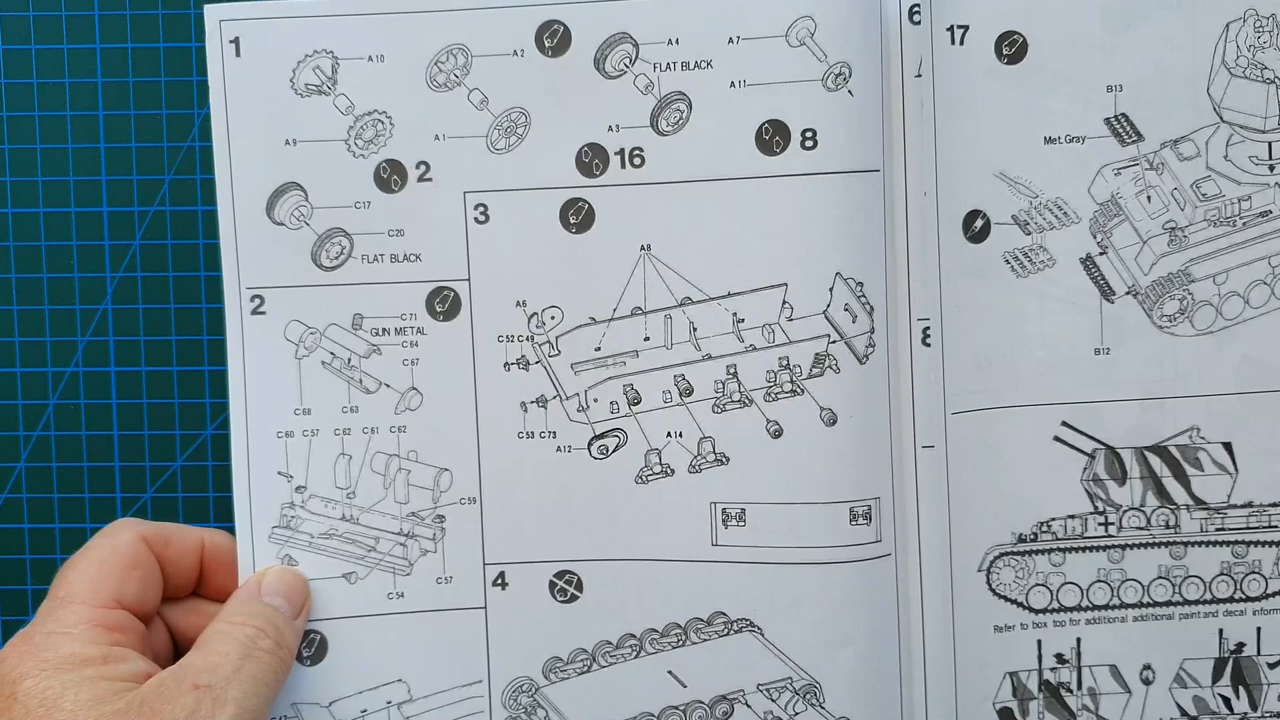 1
A10
A9
2
A2
A1
A4
FLAT BLACK
A3
16
A7
A11
8
C17
C20
FLAT BLACK
2
C71
GUN METAL
C64
C67
C68
C63
C60
C57
C62
C61
C62
C59
C57
C54
3
A8
A6
C52
C49
C53
C73
A12
A14
4
6
8
17
B13
Met.Gray
B12
Refer to box top for additional additional paint and decal inform